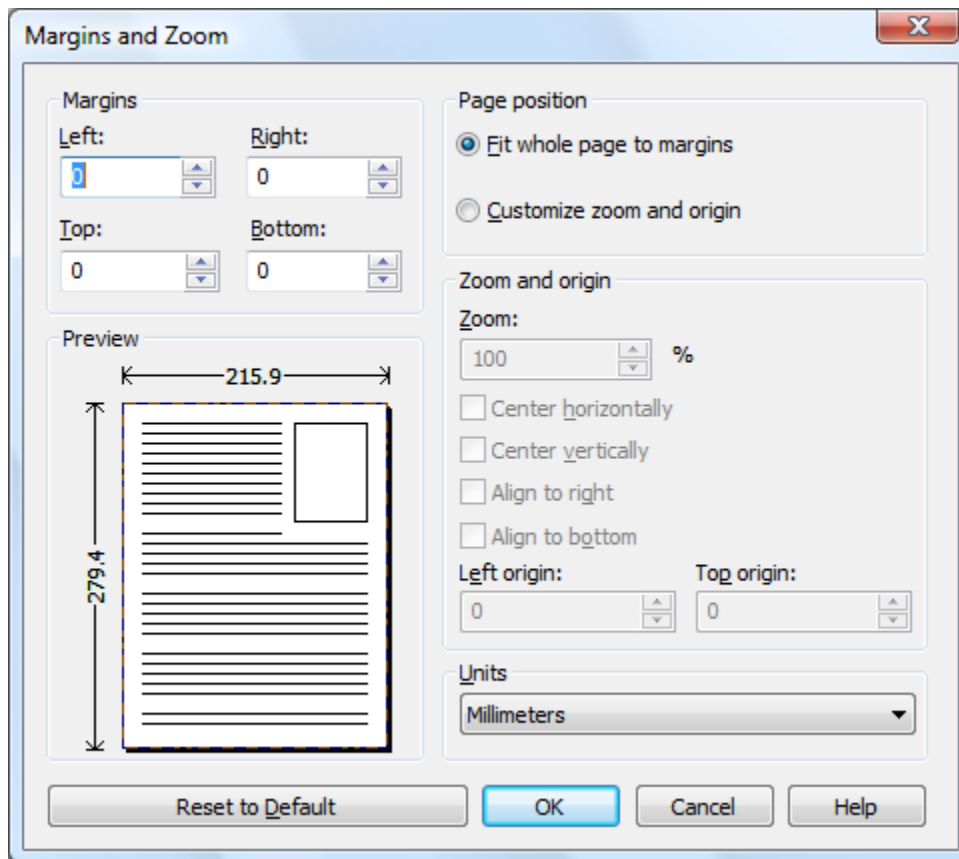 Margins and Zoom
Margins
Left:
Right:
0
0
Top:
Bottom:
0
0
Preview
215.9
279.4
Page position
Fit whole page to margins
Customize zoom and origin
Zoom and origin
Zoom:
100
%
Center horizontally
Center vertically
Align to right
Align to bottom
Left origin:
Top origin:
0
0
Units
Millimeters
Reset to Default
OK
Cancel
Help